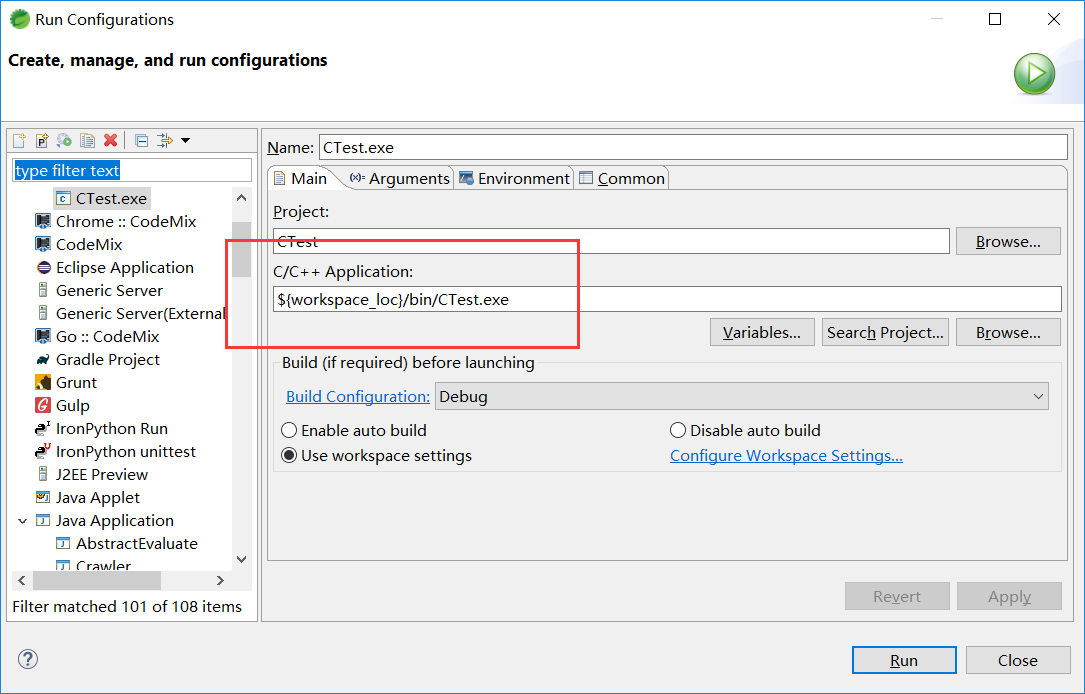 Run Configurations
Create, manage, and run configurations
type filter text
CTest.exe
Chrome :: CodeMix
CodeMix
Eclipse Application
Generic Server
Generic Server(External
Go :: CodeMix
Gradle Project
Grunt
Gulp
IronPython Run
IronPython unittest
J2EE Preview
Java Applet
Java Application
AbstractEvaluate
Crawler
Filter matched 101 of 108 items
Name: CTest.exe
Main (x)= Arguments Environment Common
Project:
CTest Browse...
C/C++ Application:
${workspace_loc}/bin/CTest.exe
Variables... Search Project... Browse...
Build (if required) before launching
Build Configuration: Debug
Enable auto build Disable auto build
Use workspace settings Configure Workspace Settings...
Revert Apply
Run Close